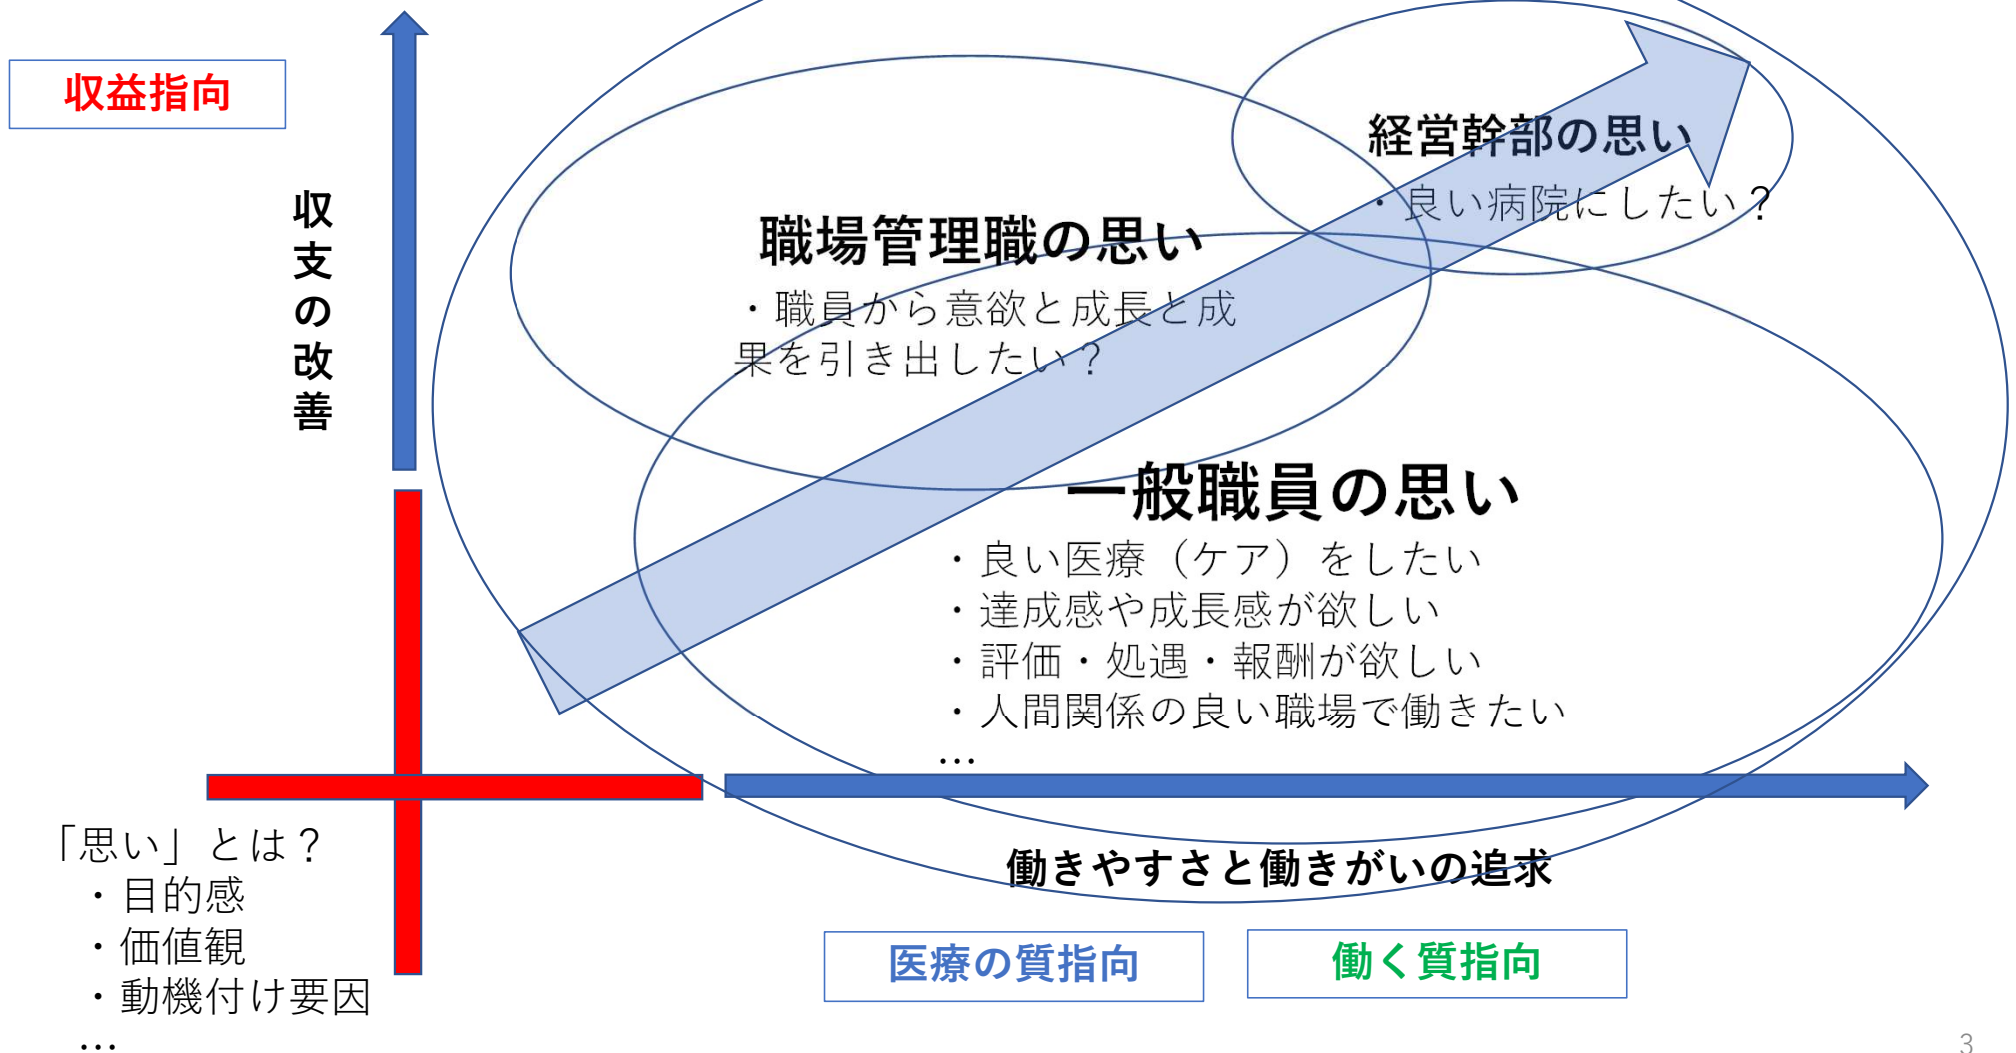 収益指向
収支の改善
経営幹部の思い
・良い病院にしたい？
職場管理職の思い
・職員から意欲と成長と成
果を引き出したい？
一般職員の思い
・良い医療（ケア）をしたい
・達成感や成長感が欲しい
・評価・処遇・報酬が欲しい
・人間関係の良い職場で働きたい
…
「思い」とは？
・目的感
・価値観
・動機付け要因
…
働きやすさと働きがいの追求
医療の質指向
働く質指向
3